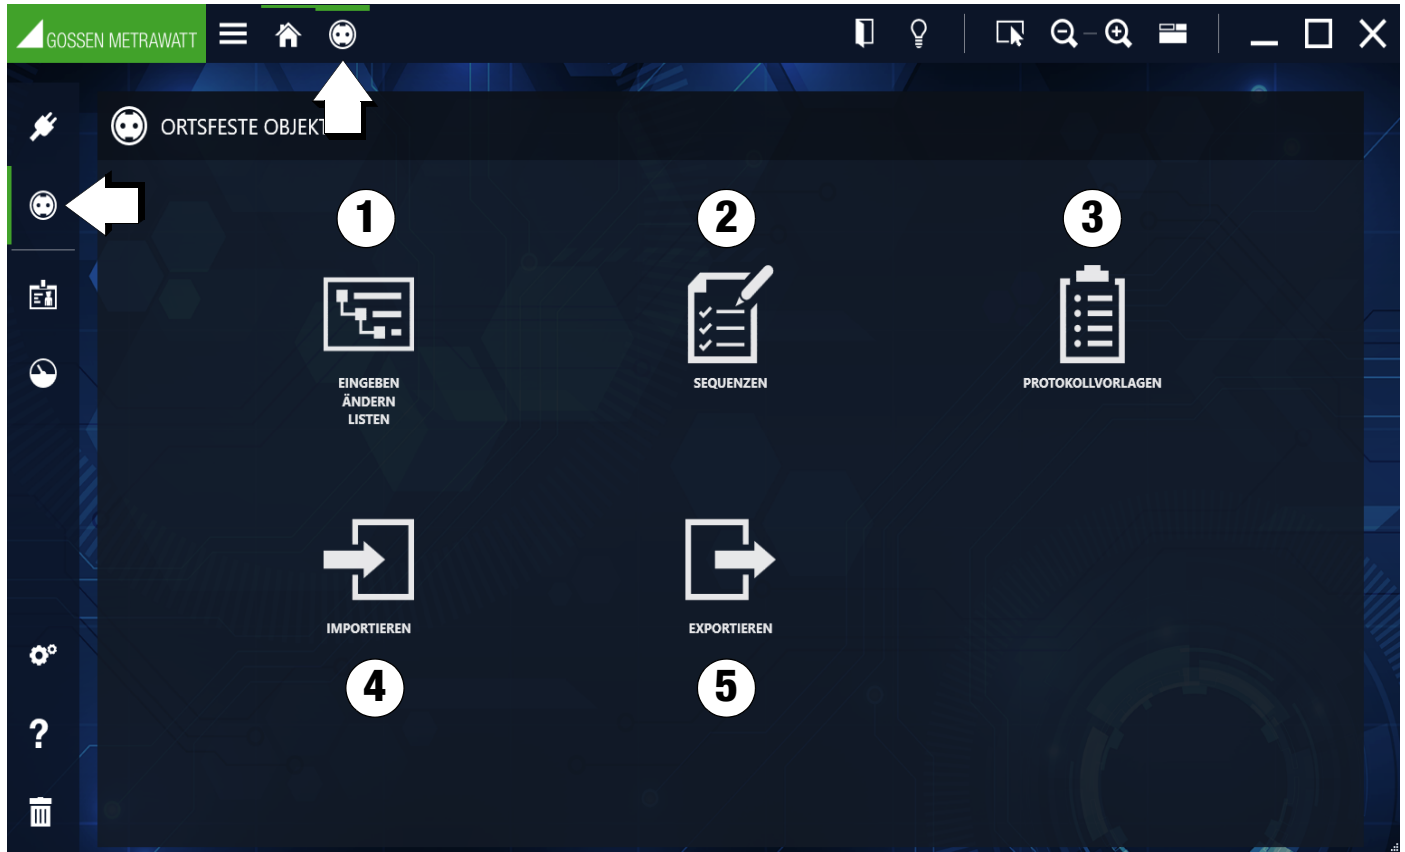 GOSSEN METRAWATT
ORTSFESTE OBJEKT
1
2
3
EINGEBEN
ÄNDERN
LISTEN
SEQUENZEN
PROTOKOLLVORLAGEN
IMPORTIEREN
EXPORTIEREN
4
5
?